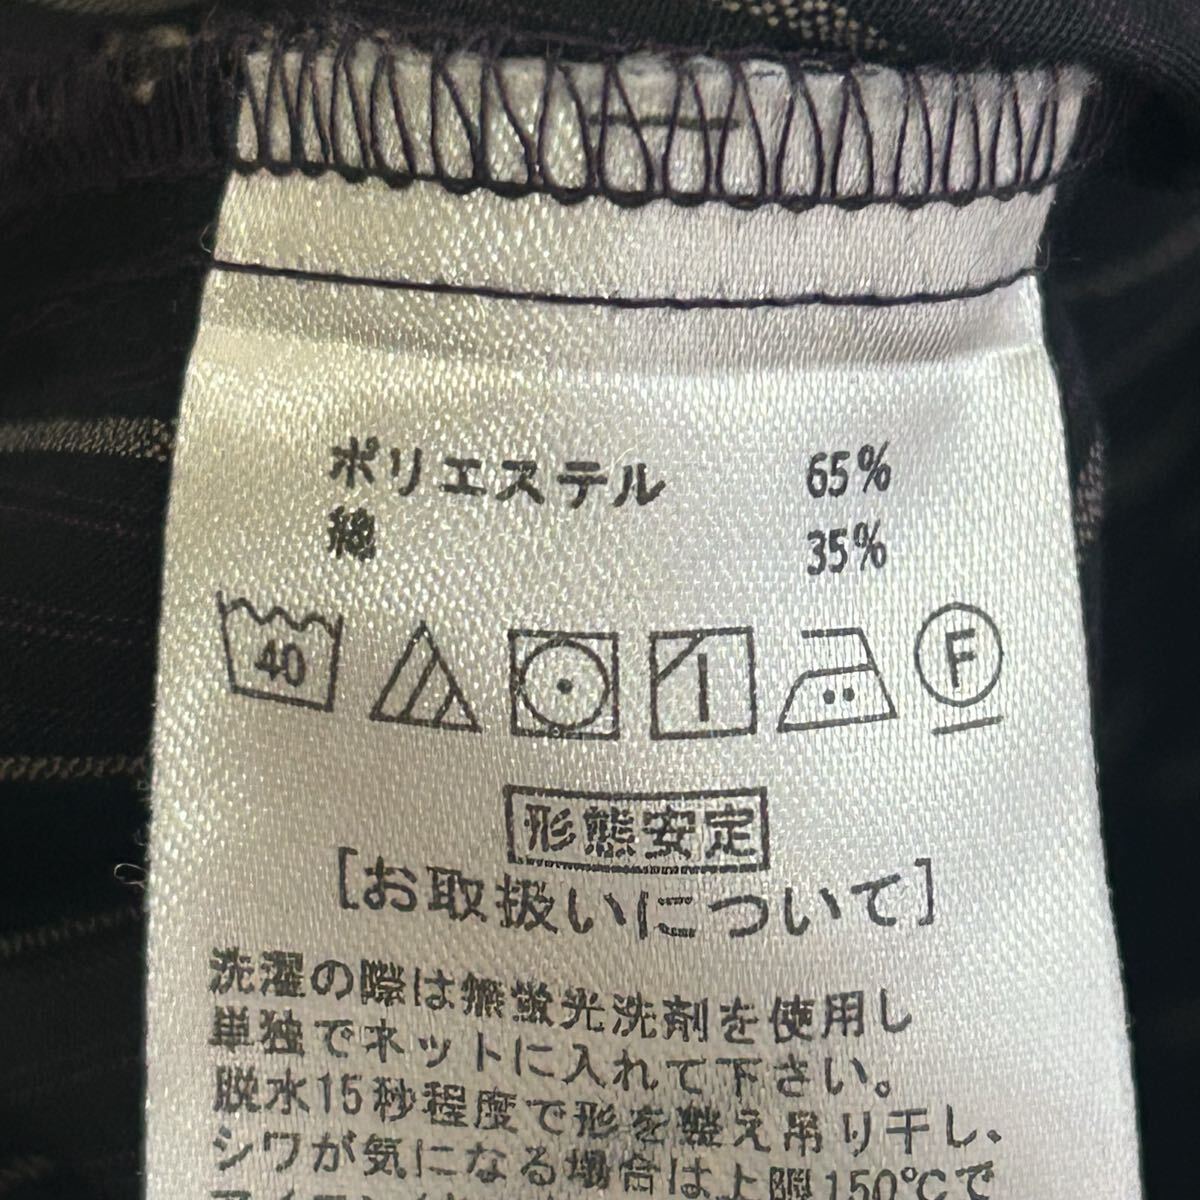 ポリエステル 65%
綿 35%
40
F
形態安定
[お取扱いについて]
洗濯の際は無蛍光洗剤を使用し
単独でネットに入れて下さい。
脱水15秒程度で形を整え吊り干し、
シワが気になる場合は上限150℃で